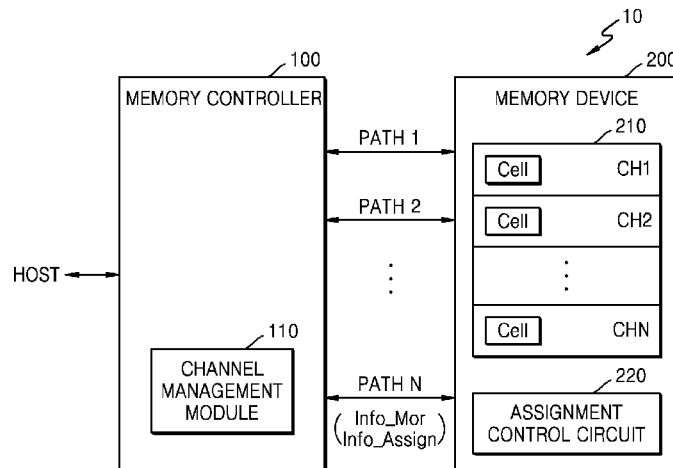 10
100
200
MEMORY CONTROLLER
MEMORY DEVICE
PATH 1
210
Cell
CH1
PATH 2
Cell
CH2
HOST
110
CHANNEL
MANAGEMENT
MODULE
Cell
CHN
PATH N
(Info_Mor
Info_Assign)
220
ASSIGNMENT
CONTROL CIRCUIT